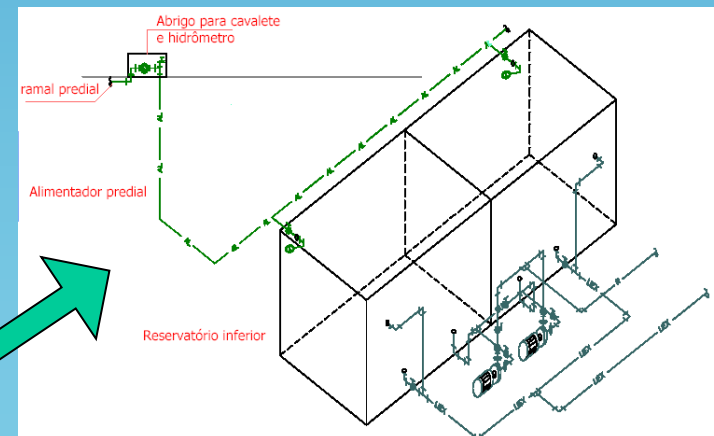 Abrigo para cavalete
e hidrômetro
ramal predial
Alimentador predial
Reservatório inferior